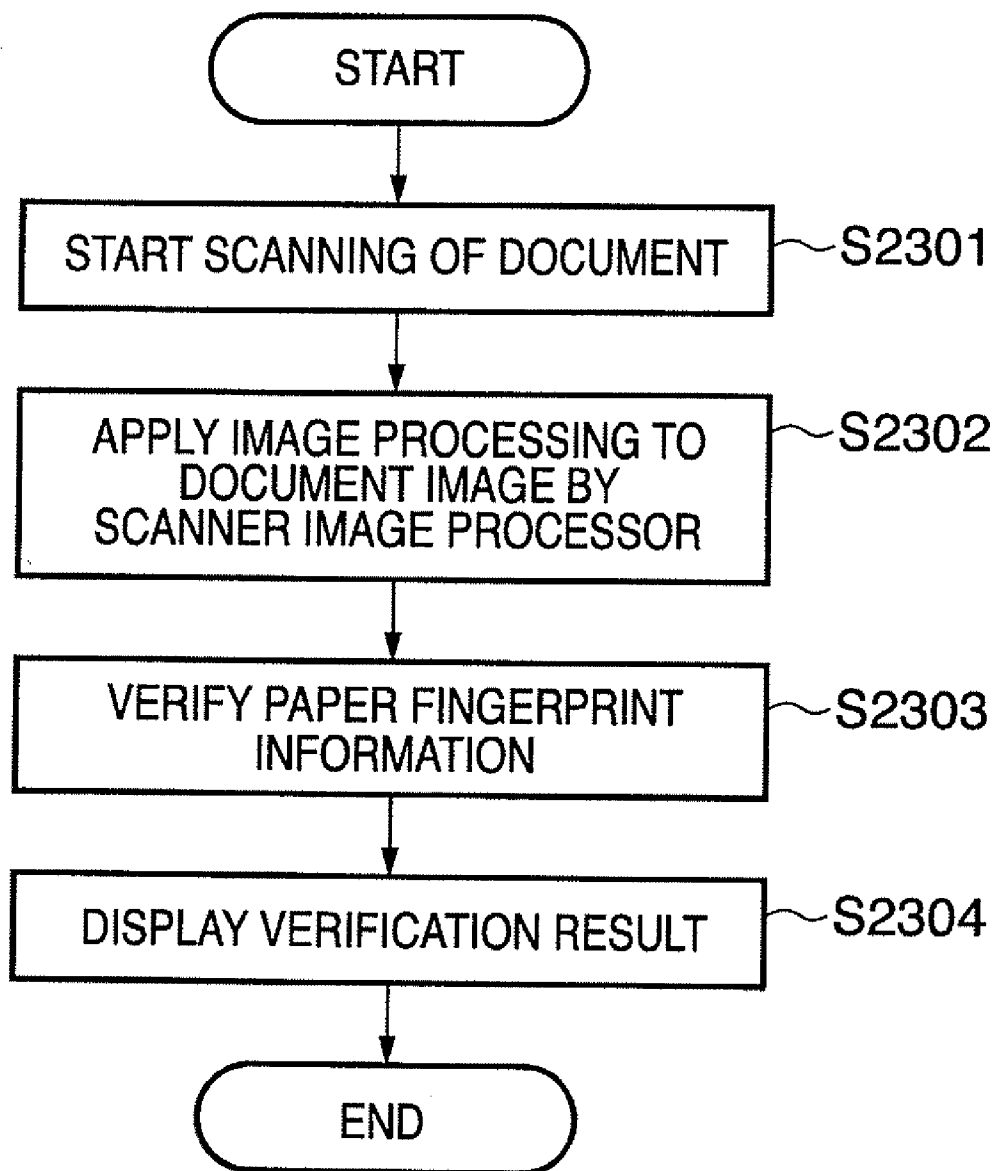 START
START SCANNING OF DOCUMENT
S2301
APPLY IMAGE PROCESSING TO
DOCUMENT IMAGE BY
SCANNER IMAGE PROCESSOR
S2302
VERIFY PAPER FINGERPRINT
INFORMATION
S2303
DISPLAY VERIFICATION RESULT
S2304
END